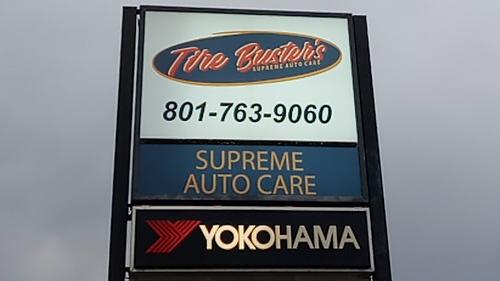 Tire Buster's
SUPREME AUTO CARE
801-763-9060
SUPREME
AUTO CARE
YOKOHAMA